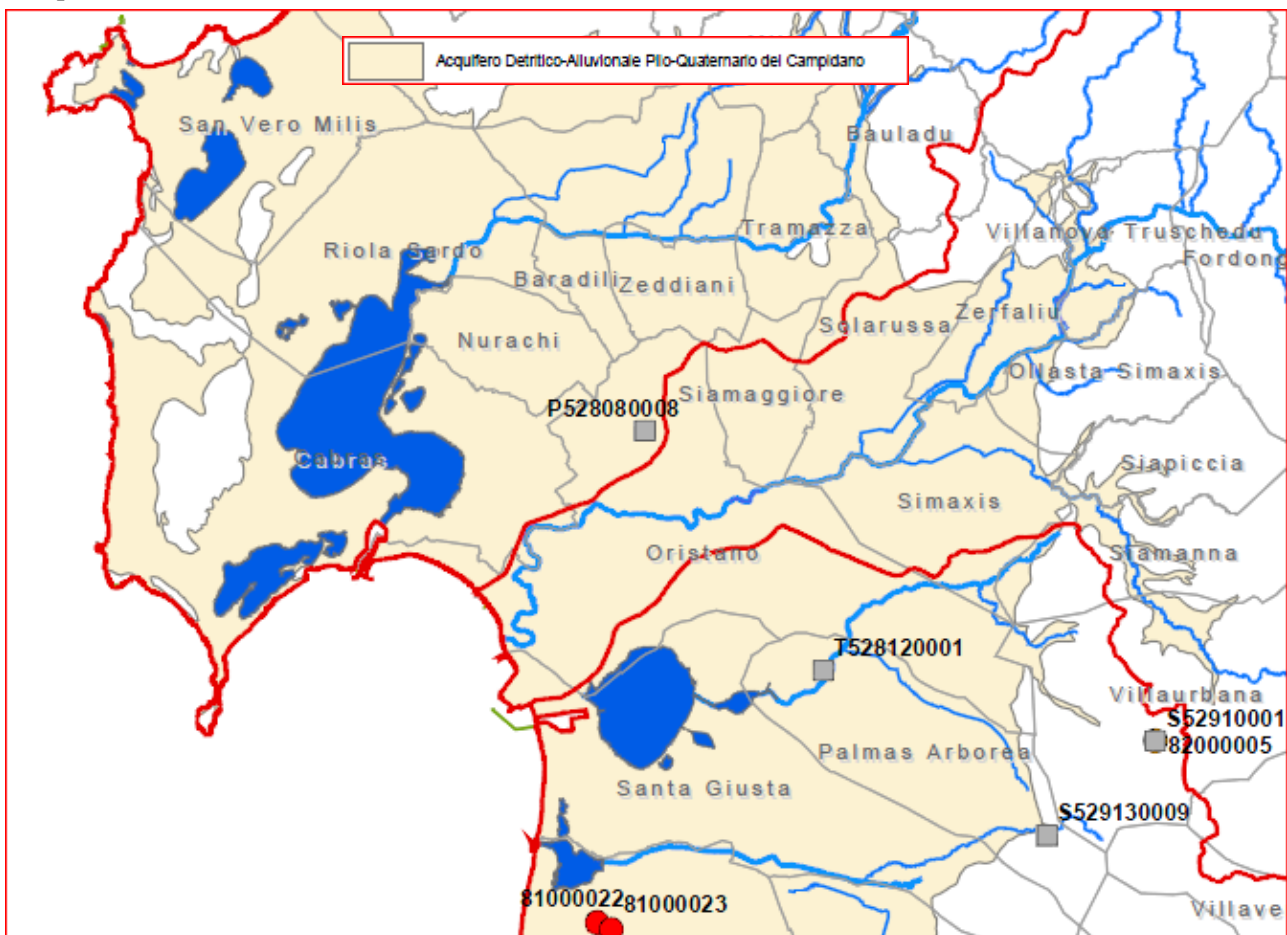 Acquifero Detritico-Alluvionale Plio-Quaternario del Campidano
San Vero Milis
Bauladu
Tramazza
Villanova Truschedu
Riola Sardo
Fordong
Baradili
Zeddiani
Zerfaliu
Solarussa
Nurachi
Ollasta Simaxis
Siamaggiore
P528080008
Cabras
Siapiccia
Simaxis
Oristano
Siamanna
T528120001
Villaurbana
S52910001
82000005
Palmas Arborea
Santa Giusta
S529130009
81000022
81000023
Villave